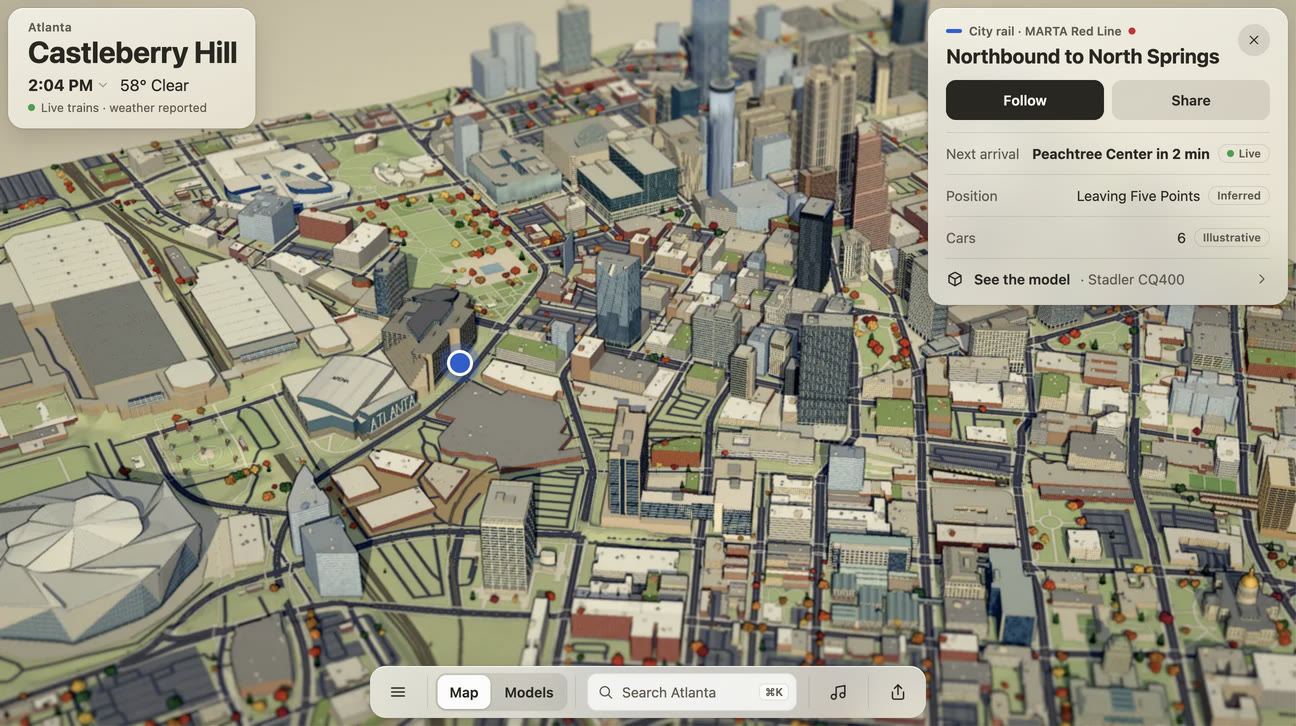 Atlanta
Castleberry Hill
2:04 PM 58° Clear
Live trains · weather reported
City rail · MARTA Red Line
Northbound to North Springs
Follow Share
Next arrival Peachtree Center in 2 min Live
Position Leaving Five Points Inferred
Cars 6 Illustrative
See the model · Stadler CQ400
ARENA
ATLANTA
Map Models Search Atlanta ⌘K